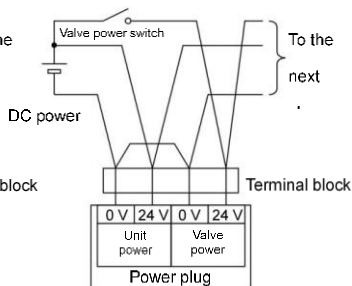 Valve power switch
To the
next
DC power
block
Terminal block
0 V 24 V 0 V 24 V
Unit power
Valve power
Power plug